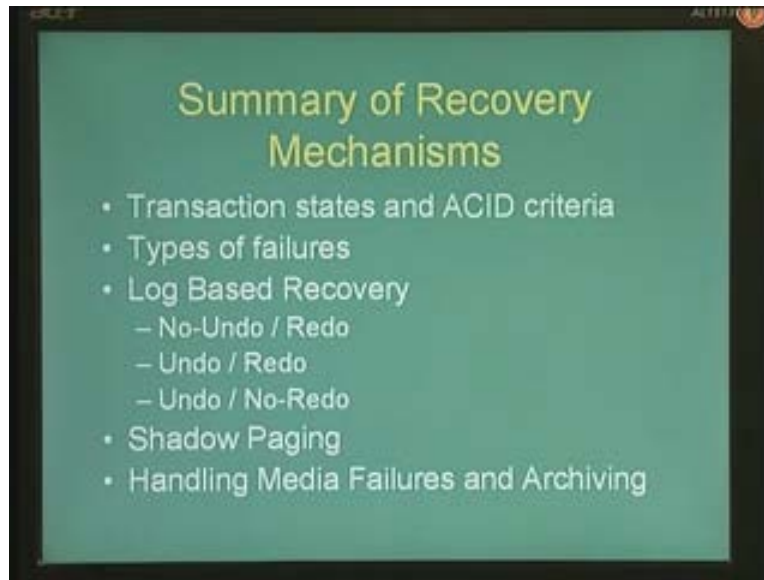 acer
Summary of Recovery
Mechanisms
• Transaction states and ACID criteria
• Types of failures
• Log Based Recovery
– No-Undo / Redo
– Undo / Redo
– Undo / No-Redo
• Shadow Paging
• Handling Media Failures and Archiving